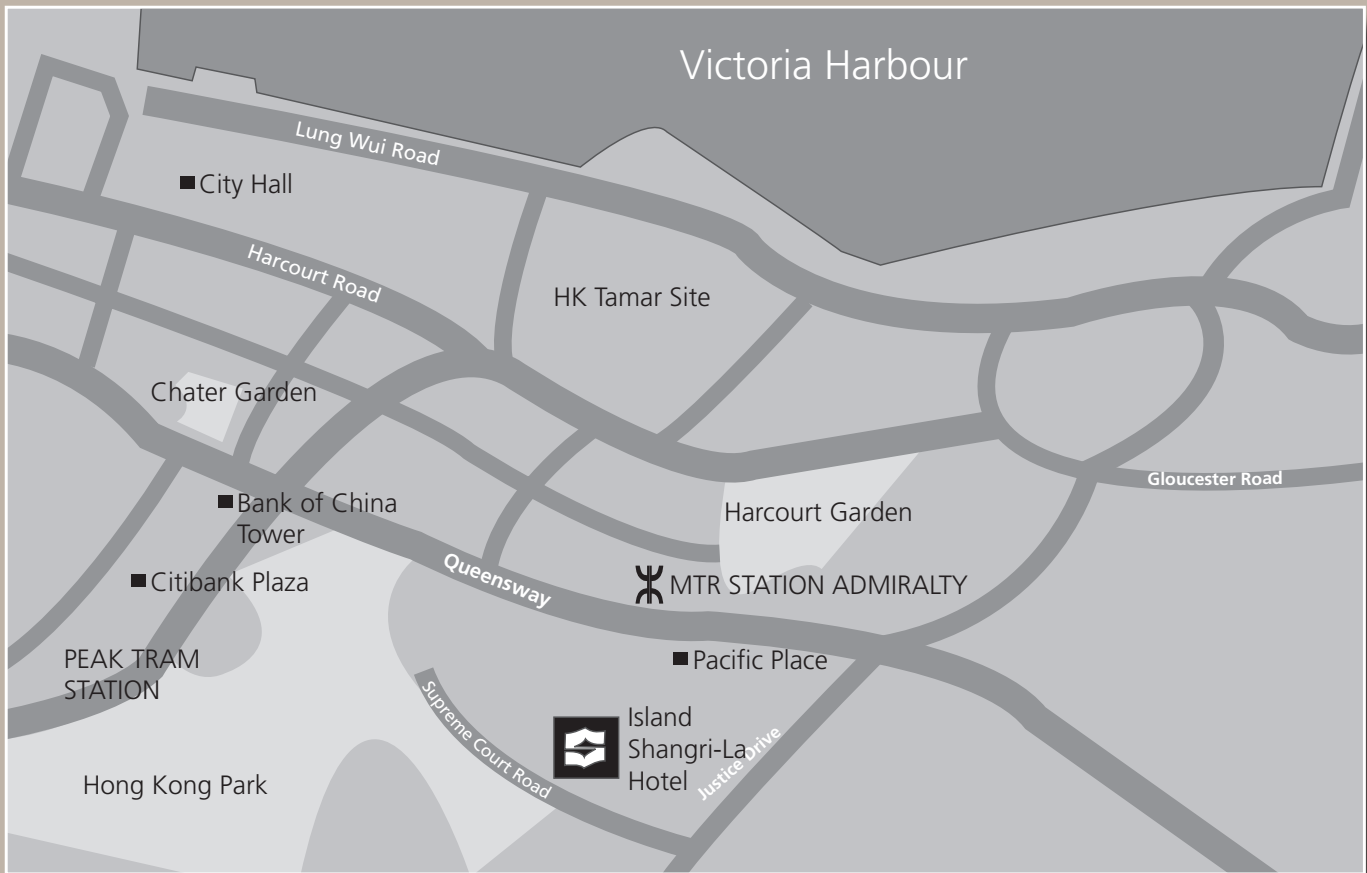 Victoria Harbour
Lung Wui Road
City Hall
Harcourt Road
HK Tamar Site
Chater Garden
Gloucester Road
Bank of China
Tower
Harcourt Garden
Queensway
Citibank Plaza
MTR STATION ADMIRALTY
PEAK TRAM
STATION
Pacific Place
Supreme Court Road
Island
Shangri-La
Hotel
Justice Drive
Hong Kong Park